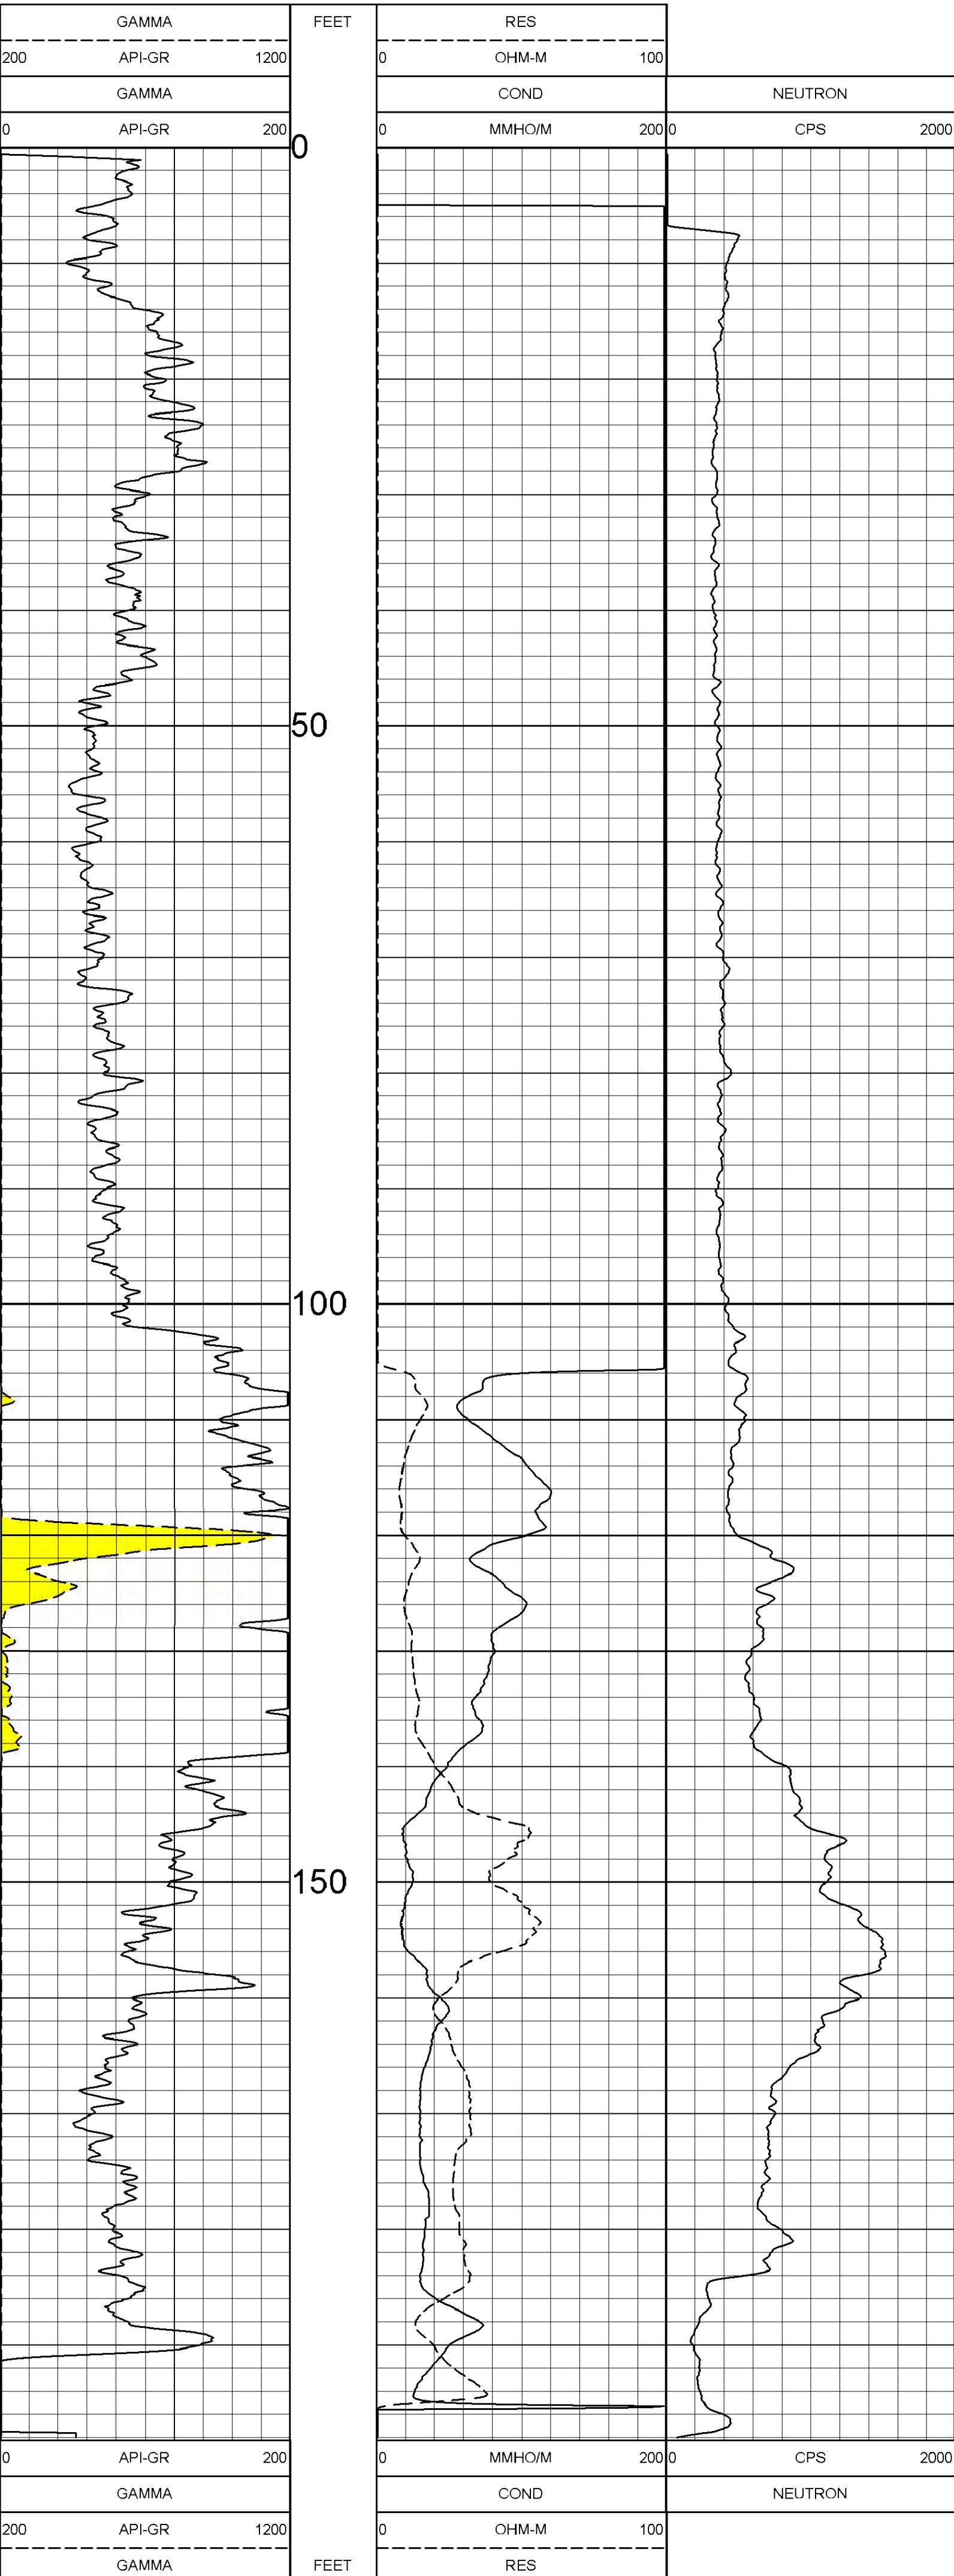 GAMMA FEET RES
200 API-GR 1200 0 OHM-M 100
GAMMA COND NEUTRON
0 API-GR 200 0 MMHO/M 200 0 CPS 2000
0
50
100
150
0 API-GR 200 0 MMHO/M 200 0 CPS 2000
GAMMA COND NEUTRON
200 API-GR 1200 0 OHM-M 100
GAMMA FEET RES